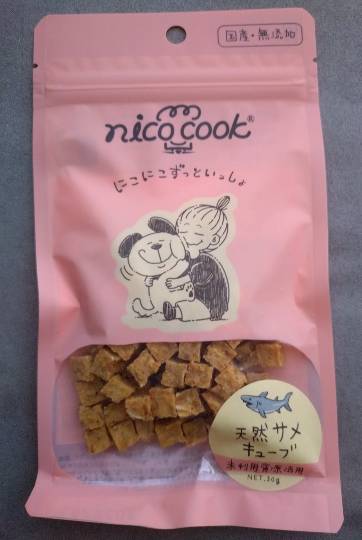 国産・無添加
nico cook®
にこにこずっといっしょ
天然サメ
キューブ
未利用資源活用
NET.30g